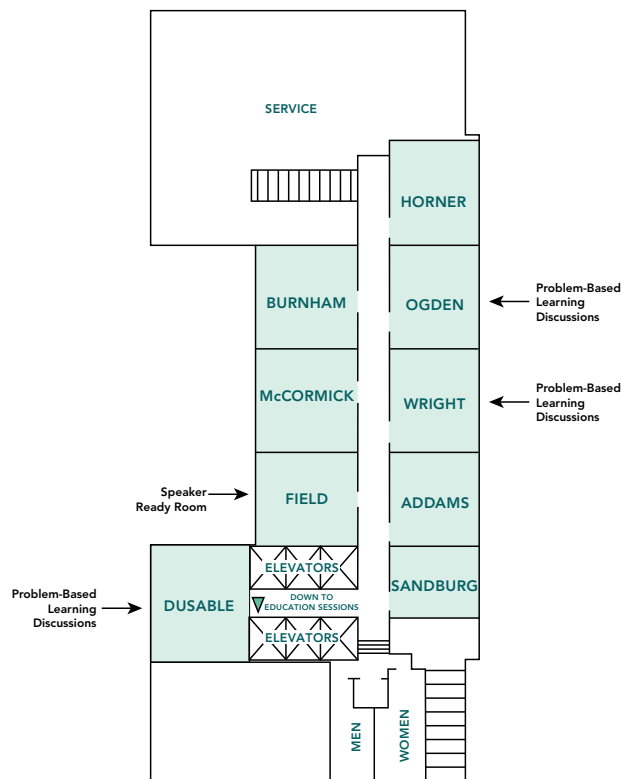 SERVICE
HORNER
BURNHAM
OGDEN
Problem-Based
Learning
Discussions
McCORMICK
WRIGHT
Problem-Based
Learning
Discussions
Speaker
Ready Room
FIELD
ADDAMS
ELEVATORS
SANDBURG
Problem-Based
Learning
Discussions
DUSABLE
DOWN TO
EDUCATION SESSIONS
ELEVATORS
MEN
WOMEN